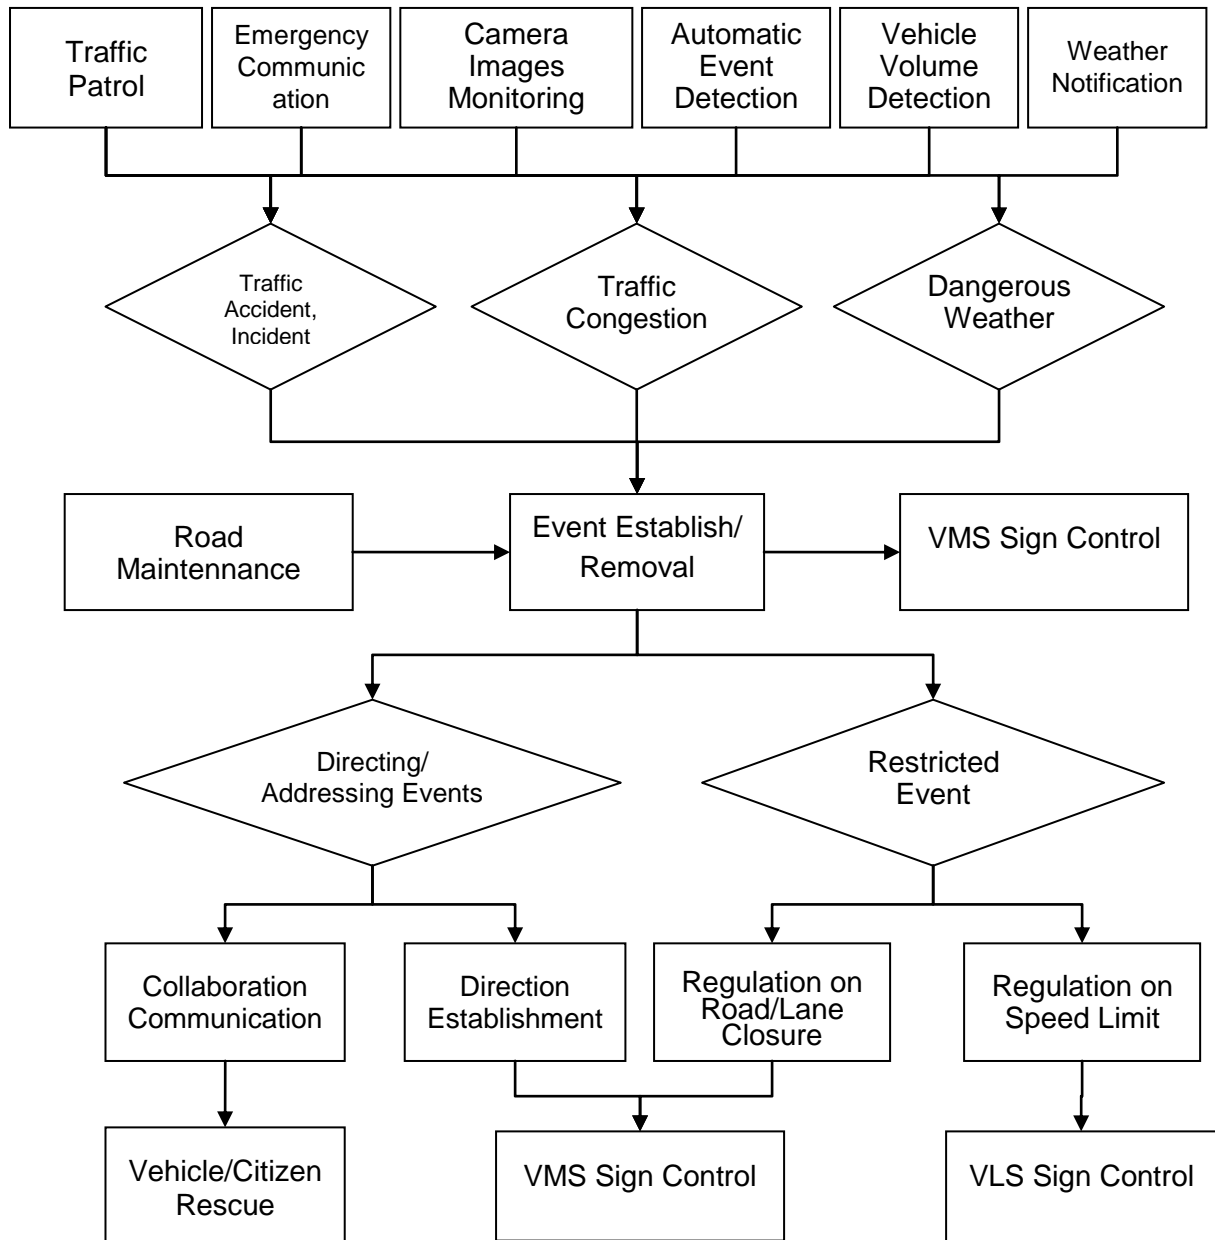 Traffic
Patrol
Emergency
Communic
ation
Camera
Images
Monitoring
Automatic
Event
Detection
Vehicle
Volume
Detection
Weather
Notification
Traffic
Accident,
Incident
Traffic
Congestion
Dangerous
Weather
Road
Maintennance
Event Establish/
Removal
VMS Sign Control
Directing/
Addressing Events
Restricted
Event
Collaboration
Communication
Direction
Establishment
Regulation on
Road/Lane
Closure
Regulation on
Speed Limit
Vehicle/Citizen
Rescue
VMS Sign Control
VLS Sign Control